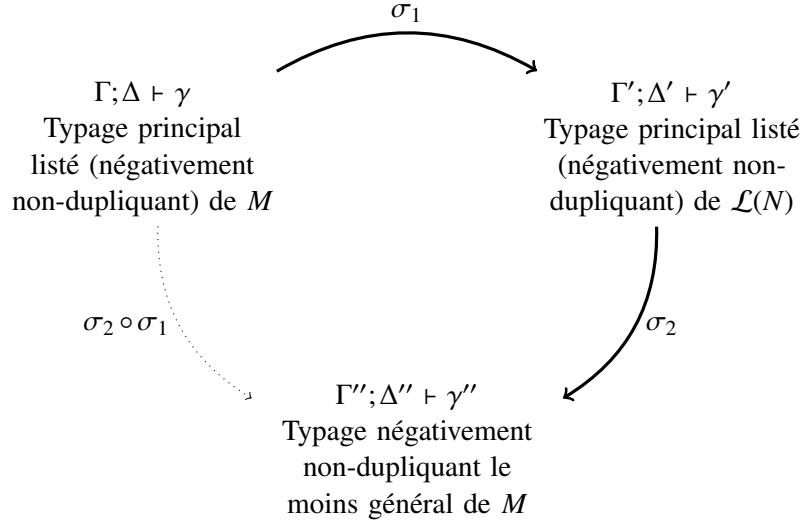 σ₁
Γ; Δ ⊢ γ
Typage principal
listé (négativement
non-dupliquant) de M
Γ′; Δ′ ⊢ γ′
Typage principal listé
(négativement non-
dupliquant) de ℒ(N)
σ₂ ∘ σ₁
σ₂
Γ′′; Δ′′ ⊢ γ′′
Typage négativement
non-dupliquant le
moins général de M